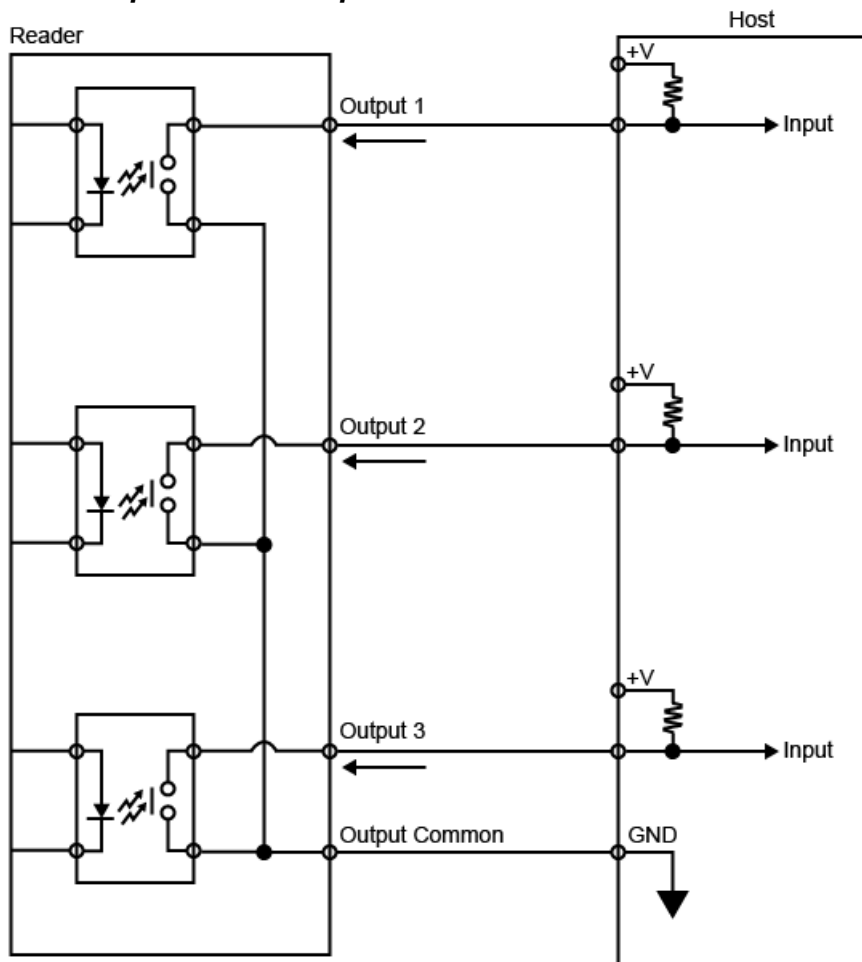 Host
Reader
+V
Output 1
Input
+V
Output 2
Input
+V
Output 3
Input
Output Common
GND